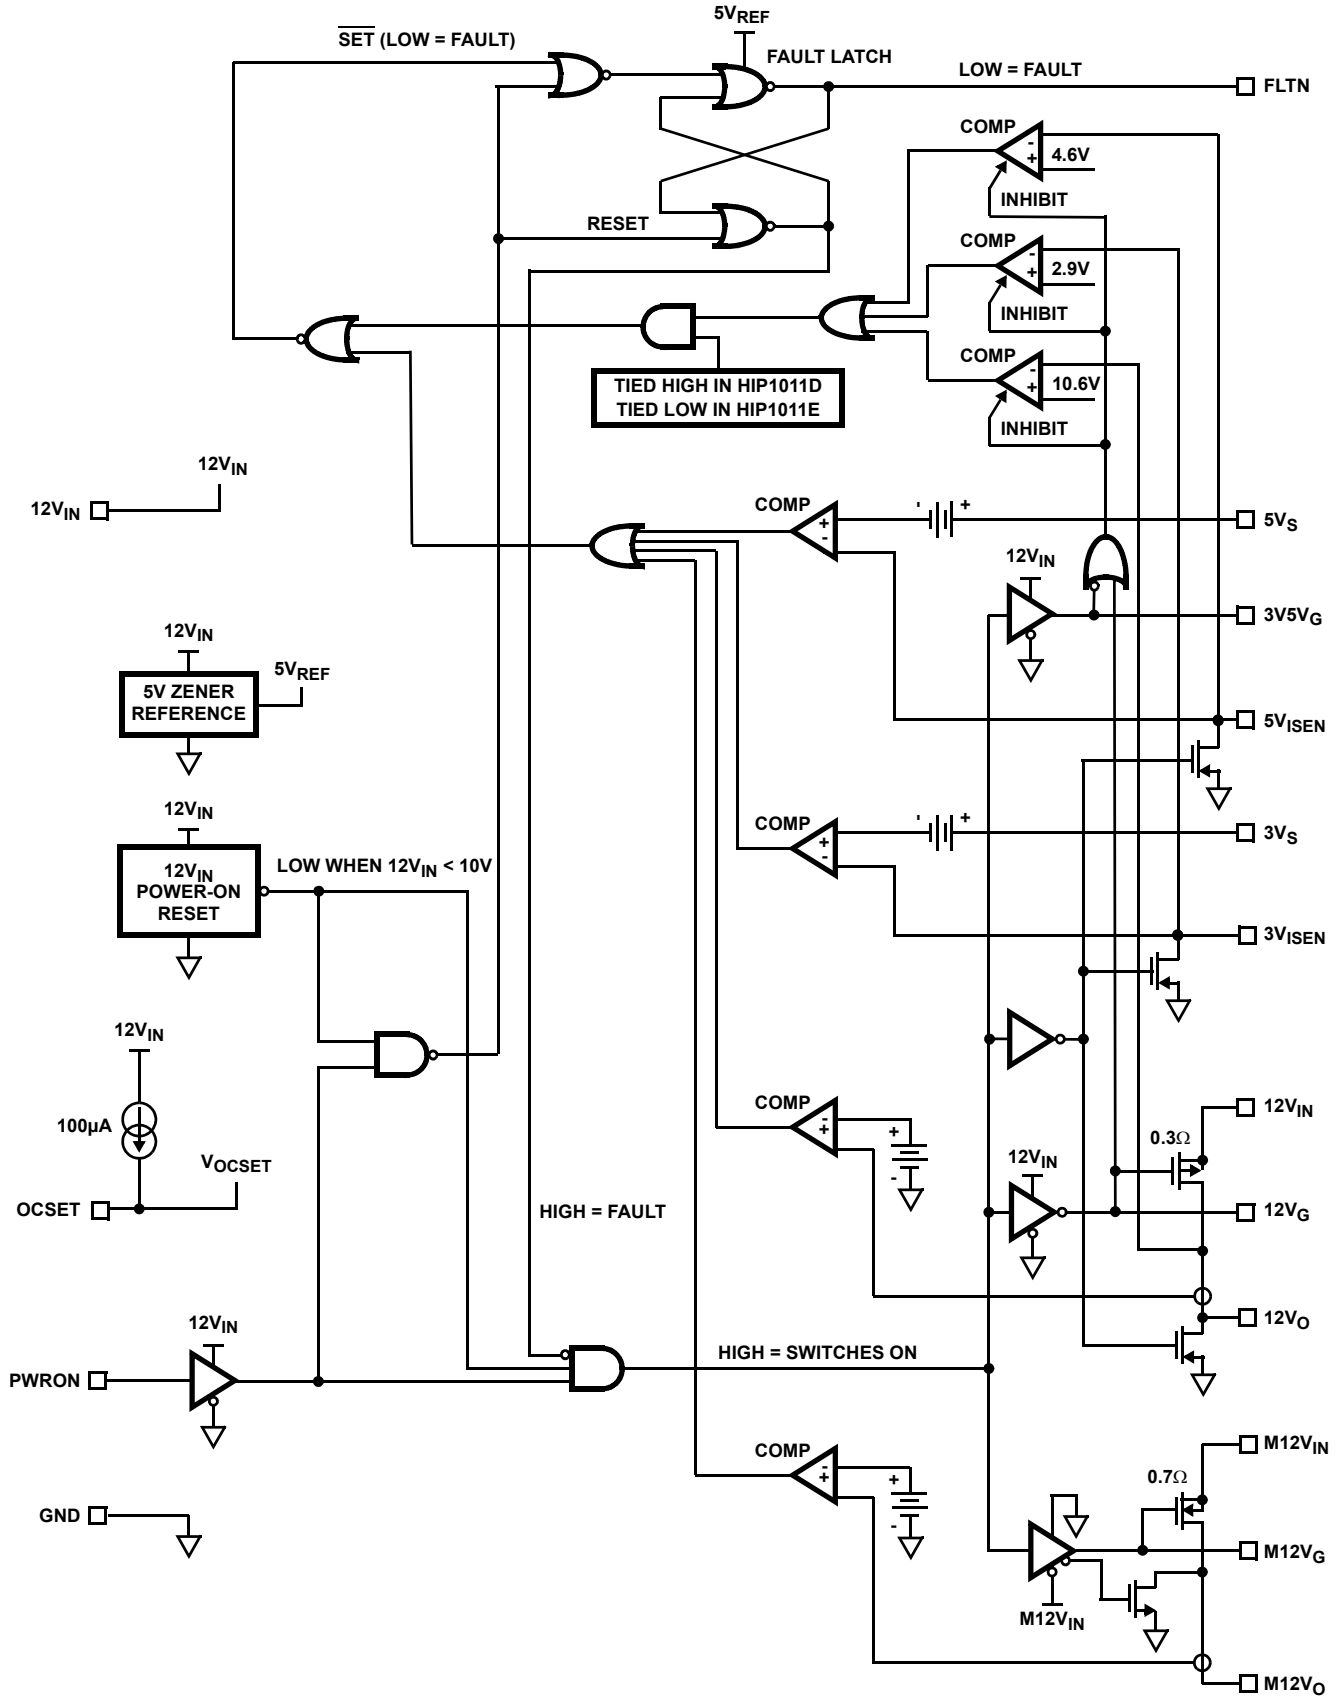 5VREF
SET (LOW = FAULT)
FAULT LATCH
LOW = FAULT
FLTN
COMP
-
+
4.6V
INHIBIT
RESET
COMP
-
+
2.9V
INHIBIT
COMP
-
+
10.6V
INHIBIT
TIED HIGH IN HIP1011D
TIED LOW IN HIP1011E
12VIN
12VIN
COMP
+
-
-
+
5VS
12VIN
3V5VG
12VIN
5V ZENER
REFERENCE
5VREF
5VISEN
12VIN
12VIN
POWER-ON
RESET
LOW WHEN 12VIN < 10V
COMP
+
-
-
+
3VS
3VISEN
12VIN
100µA
VOCSET
OCSET
COMP
-
+
+
-
12VIN
0.3Ω
12VIN
12VG
HIGH = FAULT
12VO
12VIN
PWRON
HIGH = SWITCHES ON
COMP
-
+
+
-
M12VIN
0.7Ω
GND
M12VG
M12VIN
M12VO